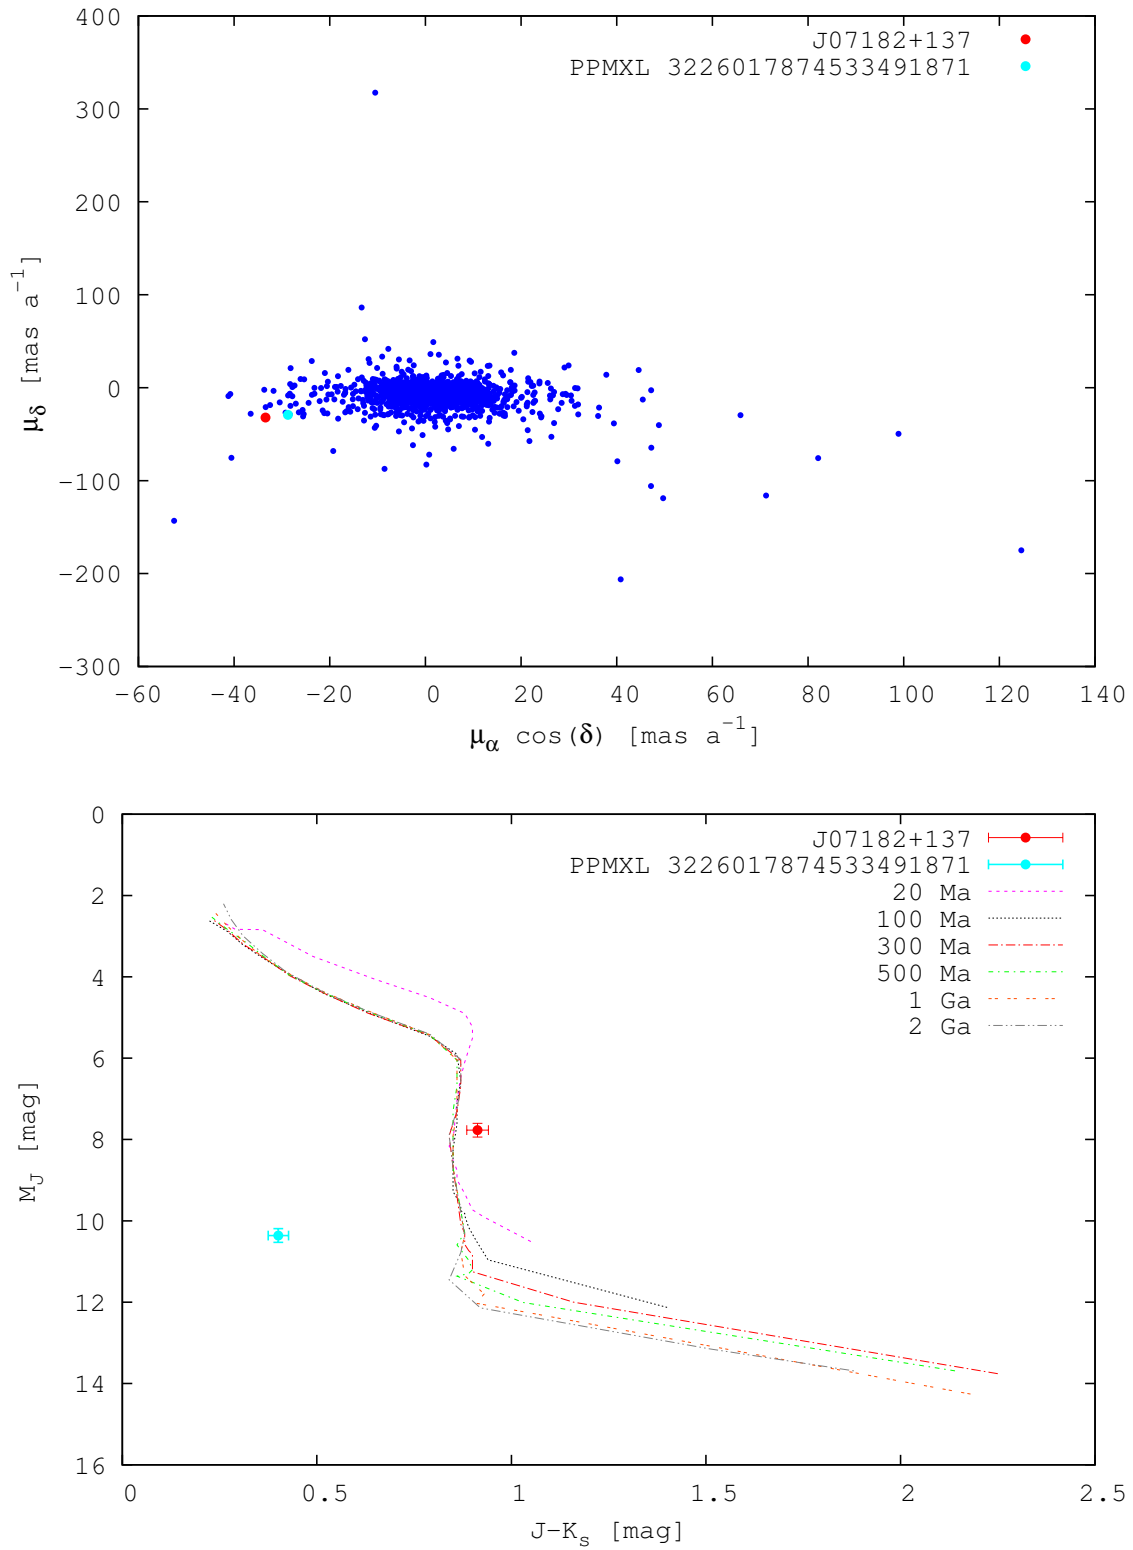 400
300
200
100
0
-100
-200
-300
-60 -40 -20 0 20 40 60 80 100 120 140
μδ [mas a−1]
μα cos(δ) [mas a−1]
J07182+137
PPMXL 3226017874533491871
0
2
4
6
8
10
12
14
16
0 0.5 1 1.5 2 2.5
MJ [mag]
J−Ks [mag]
J07182+137
PPMXL 3226017874533491871
20 Ma
100 Ma
300 Ma
500 Ma
1 Ga
2 Ga